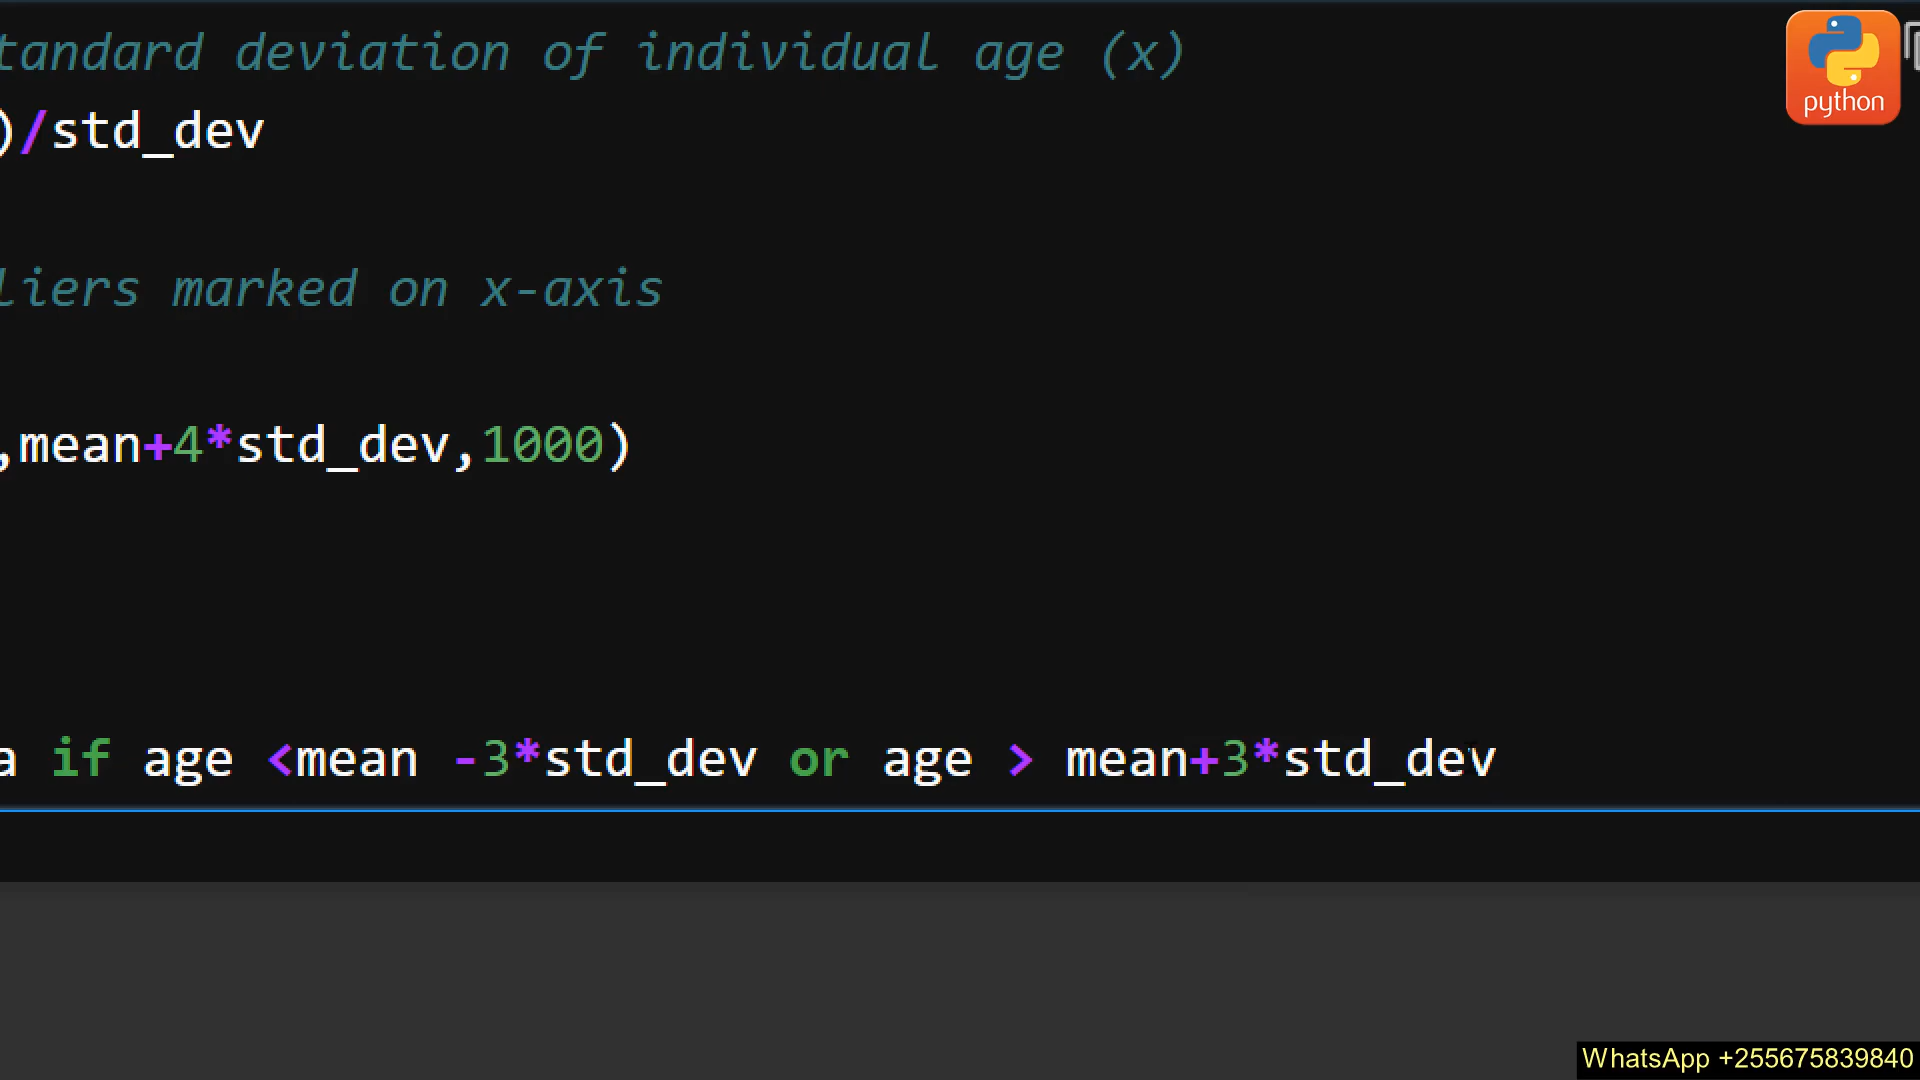 tandard deviation of individual age (x)
)/std_dev
liers marked on x-axis
,mean+4*std_dev,1000)
a if age <mean -3*std_dev or age > mean+3*std_dev
python
WhatsApp +255675839840